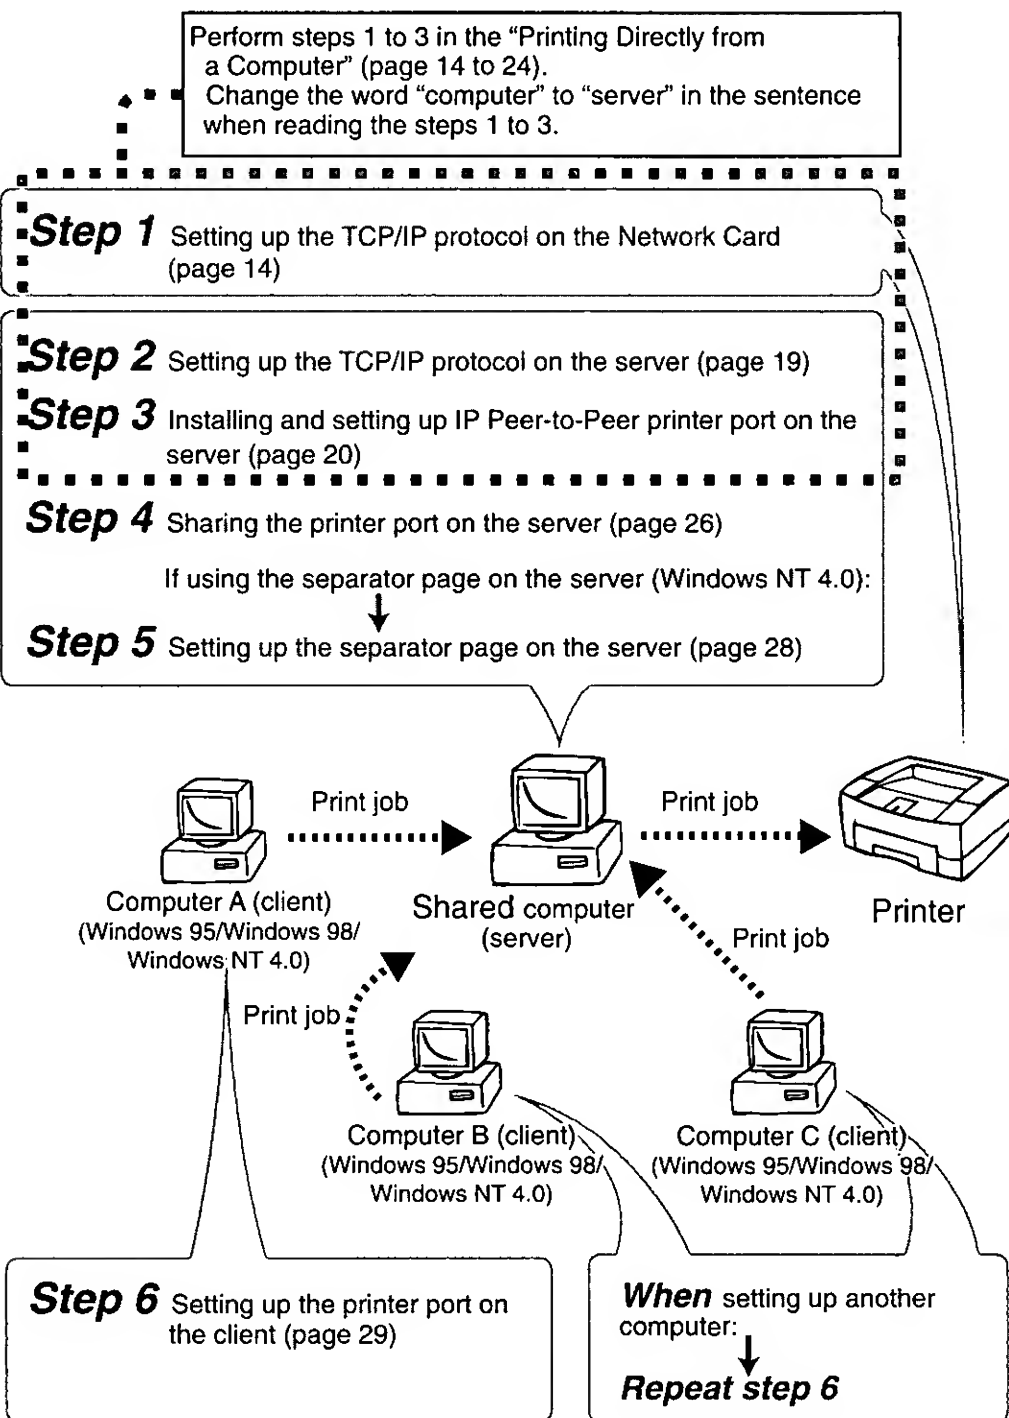 Perform steps 1 to 3 in the “Printing Directly from
a Computer” (page 14 to 24).
Change the word “computer” to “server” in the sentence
when reading the steps 1 to 3.
Step 1 Setting up the TCP/IP protocol on the Network Card
(page 14)
Step 2 Setting up the TCP/IP protocol on the server (page 19)
Step 3 Installing and setting up IP Peer-to-Peer printer port on the
server (page 20)
Step 4 Sharing the printer port on the server (page 26)
If using the separator page on the server (Windows NT 4.0):
Step 5 Setting up the separator page on the server (page 28)
Print job
Print job
Computer A (client)
(Windows 95/Windows 98/
Windows NT 4.0)
Shared computer
(server)
Printer
Print job
Print job
Computer B (client)
(Windows 95/Windows 98/
Windows NT 4.0)
Computer C (client)
(Windows 95/Windows 98/
Windows NT 4.0)
Step 6 Setting up the printer port on
the client (page 29)
When setting up another
computer:
Repeat step 6